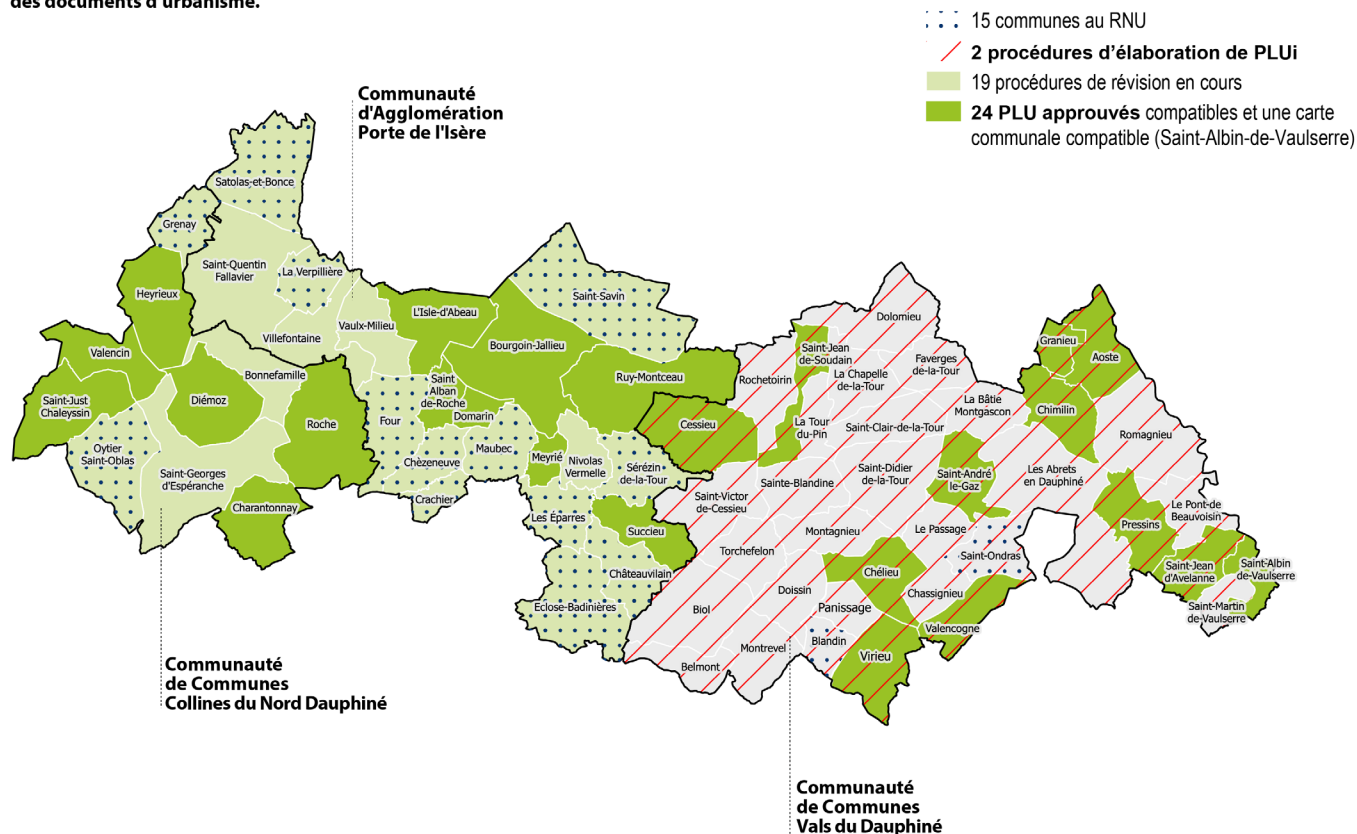 des documents d'urbanisme.
15 communes au RNU
2 procédures d'élaboration de PLUi
19 procédures de révision en cours
24 PLU approuvés compatibles et une carte
communale compatible (Saint-Albin-de-Vaulserre)
Communauté
d'Agglomération
Porte de l'Isère
Satolas-et-Bonce
Grenay
Saint-Quentin
Fallavier
La Verpillière
Heyrieux
Villefontaine
Vaulx-Milieu
L'Isle-d'Abeau
Saint-Savin
Bourgoin-Jallieu
Ruy-Montceau
Valencin
Bonnefamille
Saint-Just
Chaleyssin
Diémoz
Roche
Saint
Alban
de-Roche
Domarin
Four
Oytier
Saint-Oblas
Saint-Georges
d'Espéranche
Charantonnay
Chèzeneuve
Maubec
Meyrié
Nivolas
Vermelle
Sérézin
de-la-Tour
Crachier
Les Éparres
Succieu
Châteauvilain
Eclose-Badinières
Dolomieu
Saint-Jean
de-Soudain
Faverges
de-la-Tour
Rochetoirin
La Chapelle
de-la-Tour
La Bâtie
Montgascon
Cessieu
La Tour
du-Pin
Saint-Clair-de-la-Tour
Granieu
Aoste
Chimilin
Romagnieu
Saint-Victor
de-Cessieu
Sainte-Blandine
Saint-Didier
de-la-Tour
Saint-André
le-Gaz
Les Abrets
en Dauphiné
Le Pont-de
Beauvoisin
Pressins
Torchefelon
Montagnieu
Le Passage
Saint-Ondras
Saint-Jean
d'Avelanne
Saint-Albin
de-Vaulserre
Saint-Martin
de-Vaulserre
Chélieu
Doissin
Chassignieu
Biol
Panissage
Valencogne
Blandin
Montrevel
Virieu
Belmont
Communauté
de Communes
Collines du Nord Dauphiné
Communauté
de Communes
Vals du Dauphiné